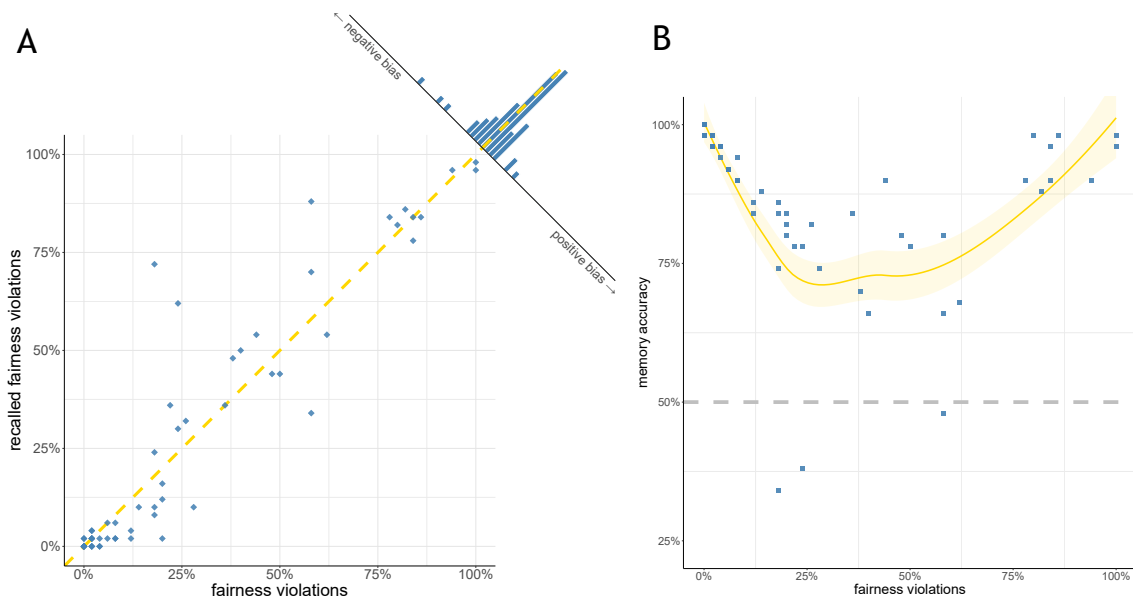 A
← negative bias
positive bias →
recalled fairness violations
100%
75%
50%
25%
0%
0%
25%
50%
75%
100%
fairness violations
B
memory accuracy
100%
75%
50%
25%
0%
25%
50%
75%
100%
fairness violations